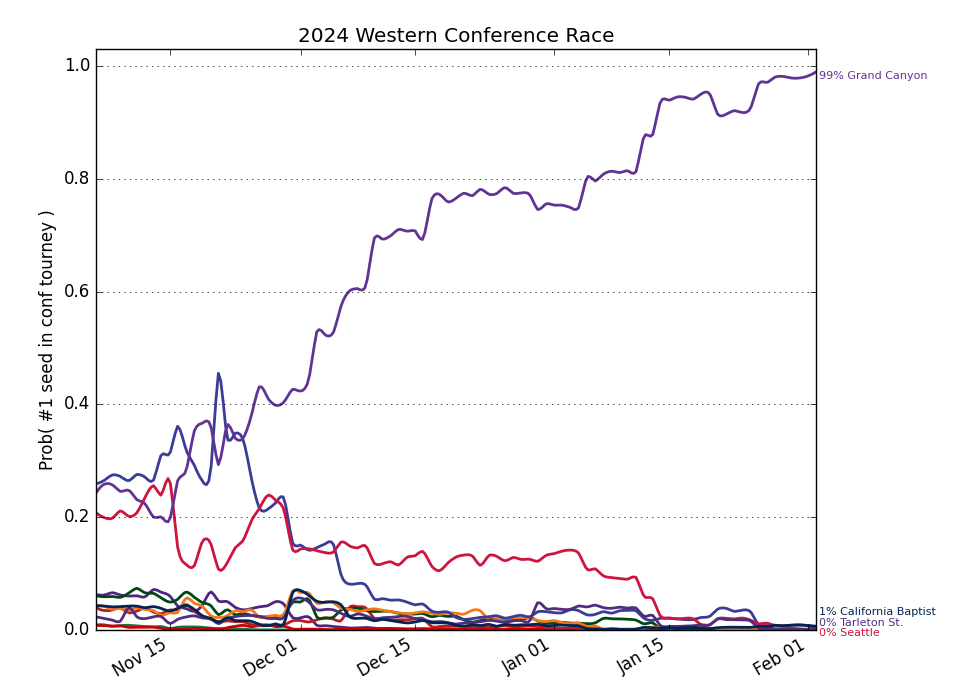 2024 Western Conference Race
Prob( #1 seed in conf tourney )
1.0
0.8
0.6
0.4
0.2
0.0
99% Grand Canyon
1% California Baptist
0% Tarleton St.
0% Seattle
Nov 15
Dec 01
Dec 15
Jan 01
Jan 15
Feb 01